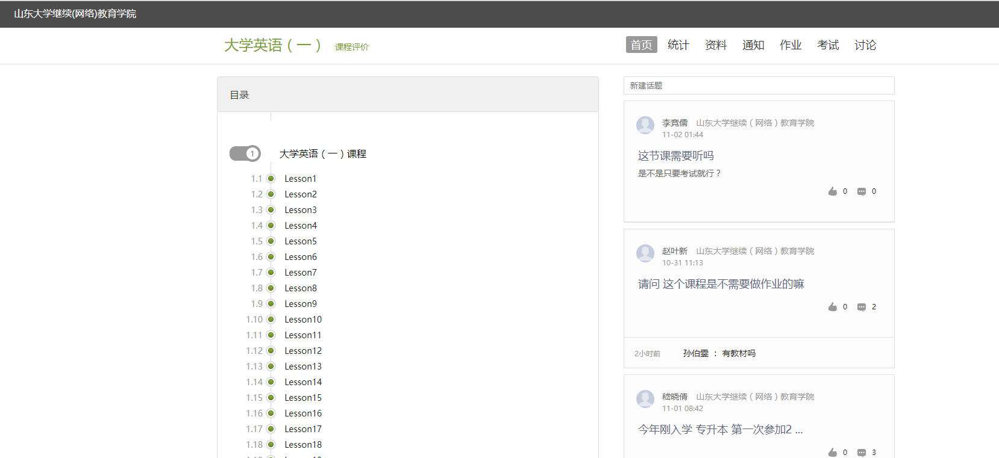 山东大学继续(网络)教育学院
大学英语（一） 课程评价
首页 统计 资料 通知 作业 考试 讨论
目录
1 大学英语（一）课程
1.1 Lesson1
1.2 Lesson2
1.3 Lesson3
1.4 Lesson4
1.5 Lesson5
1.6 Lesson6
1.7 Lesson7
1.8 Lesson8
1.9 Lesson9
1.10 Lesson10
1.11 Lesson11
1.12 Lesson12
1.13 Lesson13
1.14 Lesson14
1.15 Lesson15
1.16 Lesson16
1.17 Lesson17
1.18 Lesson18
新建话题
李竟儒 山东大学继续（网络）教育学院
11-02 01:44
这节课需要听吗
是不是只要考试就行？
0 0
赵叶新 山东大学继续（网络）教育学院
10-31 11:13
请问 这个课程是不需要做作业的嘛
0 2
2小时前 孙伯雯 ： 有教材吗
嵇晓倩 山东大学继续（网络）教育学院
11-01 08:42
今年刚入学 专升本 第一次参加2 ...
0 3